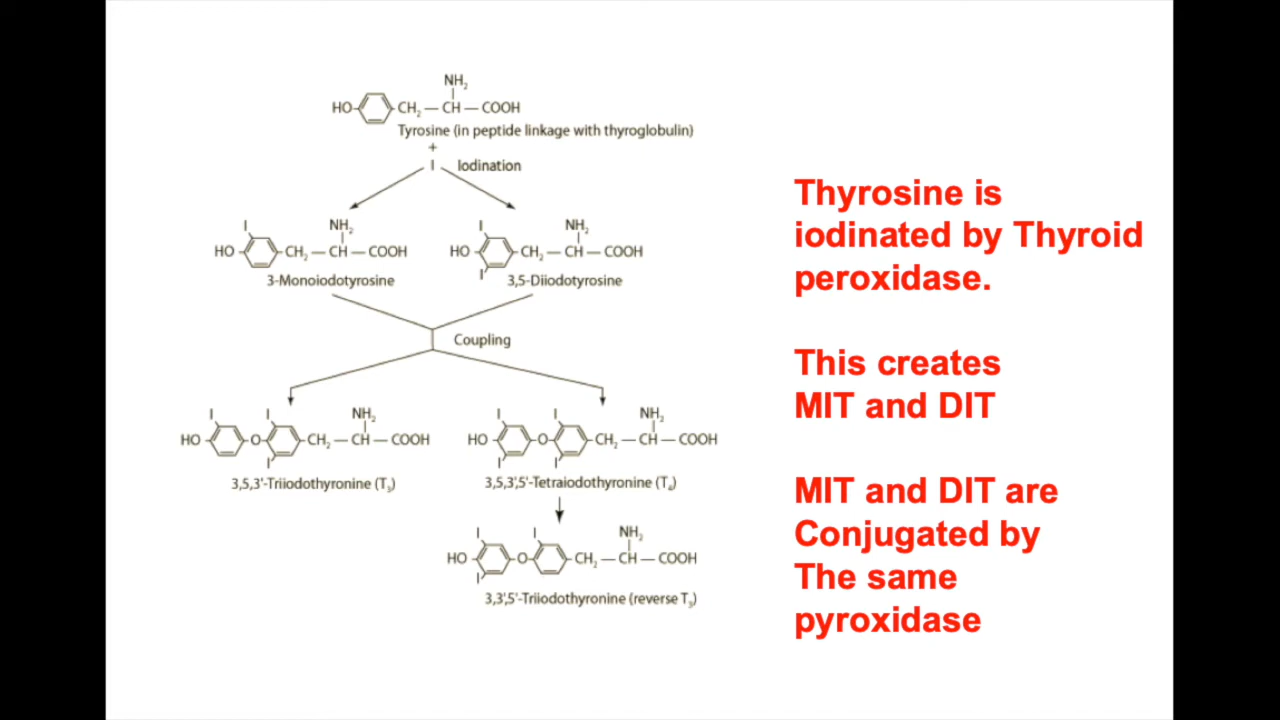 NH₂
HO CH₂ — CH — COOH
Tyrosine (in peptide linkage with thyroglobulin)
+
I Iodination
I NH₂
HO CH₂ — CH — COOH
I
3-Monoiodotyrosine
I NH₂
HO CH₂ — CH — COOH
I
3,5-Diiodotyrosine
Coupling
I I NH₂
HO O CH₂ — CH — COOH
I
3,5,3'-Triiodothyronine (T₃)
I I NH₂
HO O CH₂ — CH — COOH
I I
3,5,3',5'-Tetraiodothyronine (T₄)
I I NH₂
HO O CH₂ — CH — COOH
I
3,3',5'-Triiodothyronine (reverse T₃)
Thyrosine is
iodinated by Thyroid
peroxidase.
This creates
MIT and DIT
MIT and DIT are
Conjugated by
The same
pyroxidase